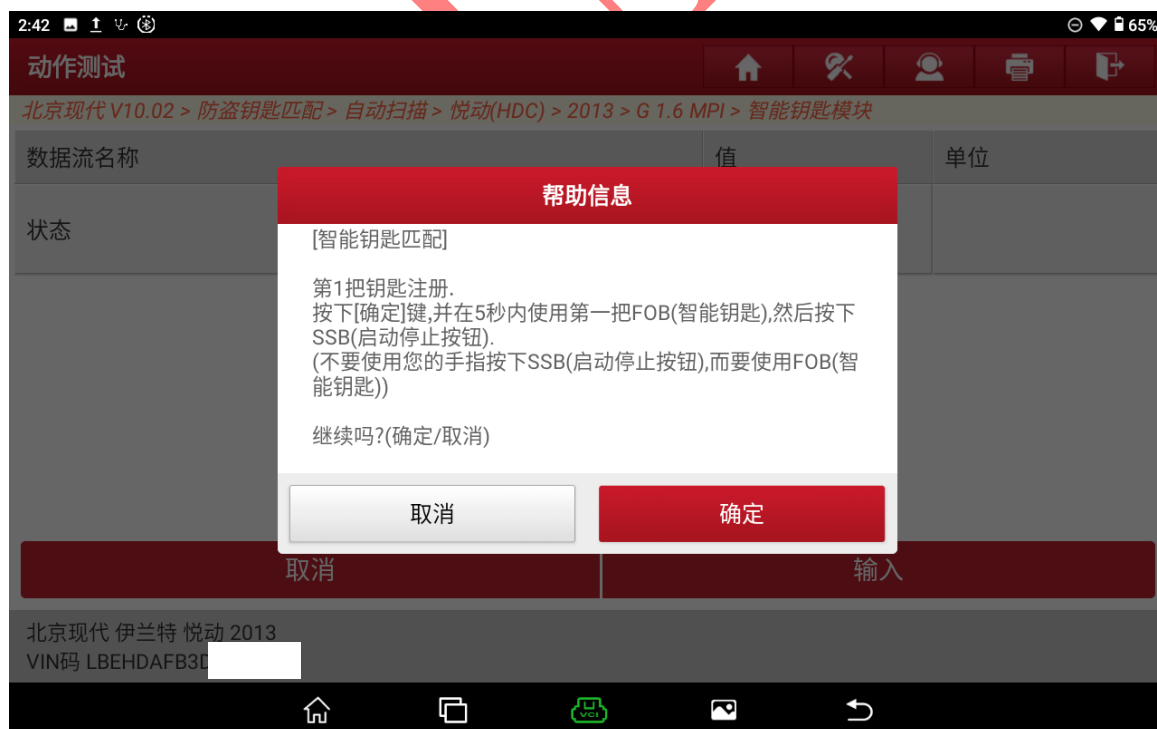 2:42
65%
动作测试
北京现代 V10.02 > 防盗钥匙匹配 > 自动扫描 > 悦动(HDC) > 2013 > G 1.6 MPI > 智能钥匙模块
数据流名称 值 单位
状态
帮助信息
[智能钥匙匹配]
第1把钥匙注册.
按下[确定]键,并在5秒内使用第一把FOB(智能钥匙),然后按下
SSB(启动停止按钮).
(不要使用您的手指按下SSB(启动停止按钮),而要使用FOB(智
能钥匙))
继续吗?(确定/取消)
取消 确定
取消 输入
北京现代 伊兰特 悦动 2013
VIN码 LBEHDAFB3D
VCI